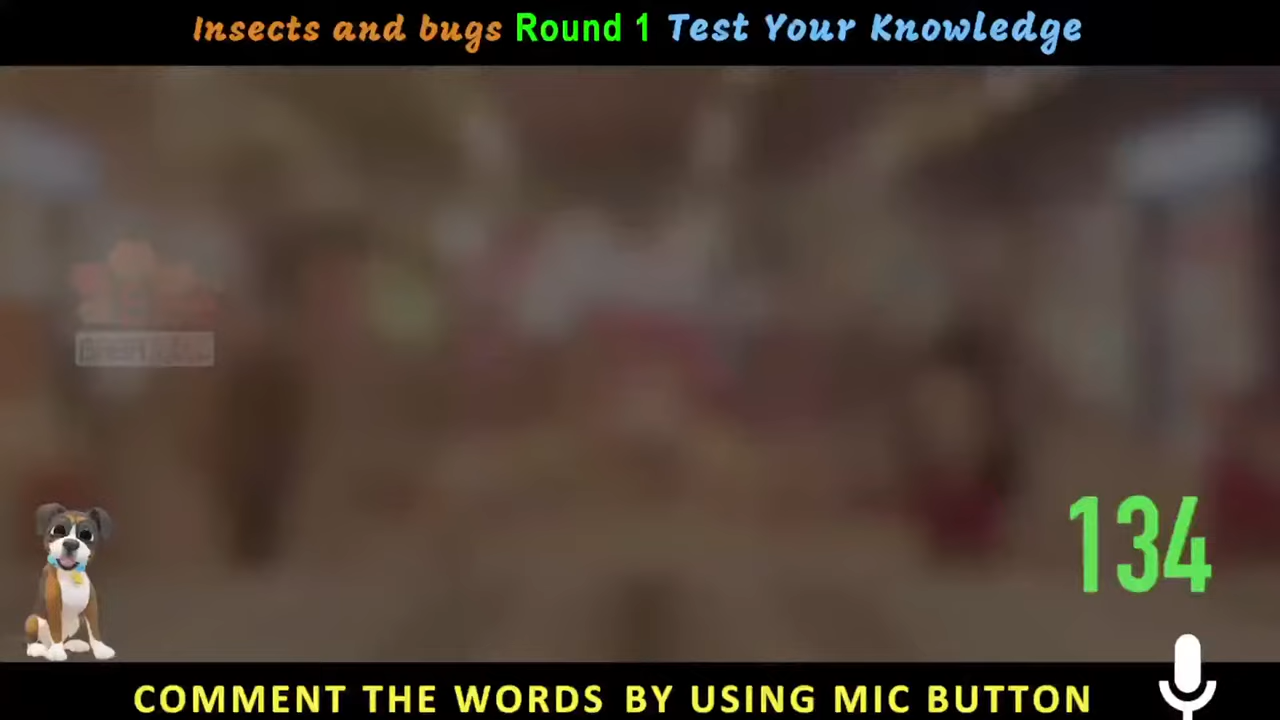 Insects and bugs Round 1 Test Your Knowledge
134
COMMENT THE WORDS BY USING MIC BUTTON